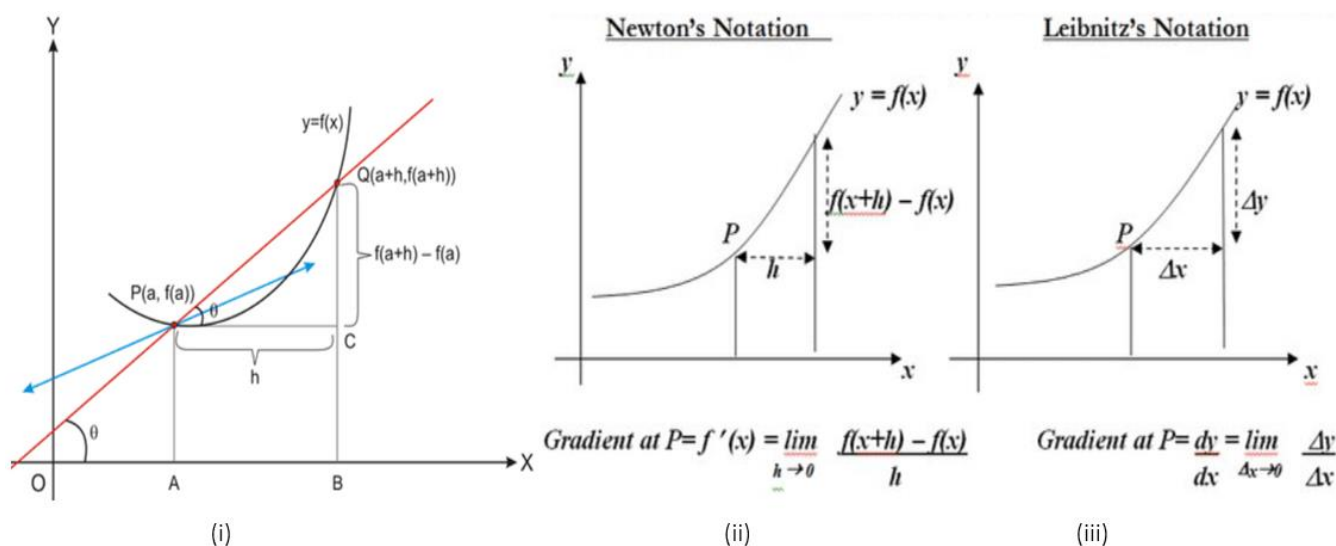 Y
y=f(x)
Q(a+h,f(a+h))
f(a+h) – f(a)
P(a, f(a))
θ
C
h
θ
X
O
A
B
(i)
Newton's Notation
y
y = f(x)
f(x+h) – f(x)
P
h
x
Gradient at P= f ′(x) = lim f(x+h) – f(x)
h→0 h
(ii)
Leibnitz's Notation
y
y = f(x)
Δy
P
Δx
x
Gradient at P= dy = lim Δy
dx Δx→0 Δx
(iii)